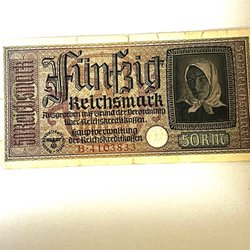 Fünfzig
Reichsmark
Ausgegeben auf Grund der Verordnung
über Reichskreditkassen.
Hauptverwaltung
der Reichskreditkassen
50 RM